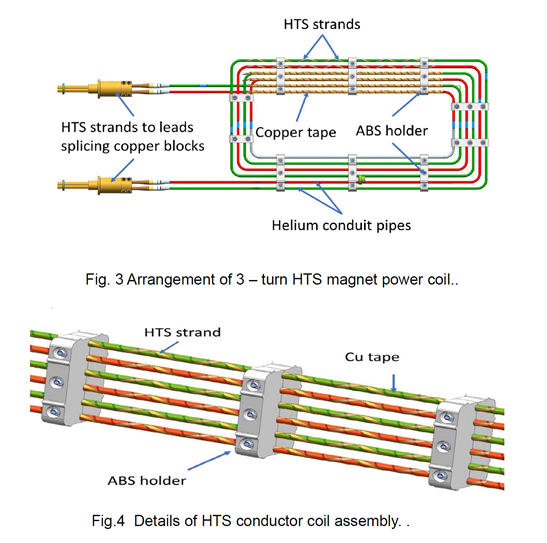 HTS strands
HTS strands to leads
splicing copper blocks
Copper tape
ABS holder
Helium conduit pipes
Fig. 3 Arrangement of 3 – turn HTS magnet power coil..
HTS strand
Cu tape
ABS holder
Fig.4 Details of HTS conductor coil assembly. .